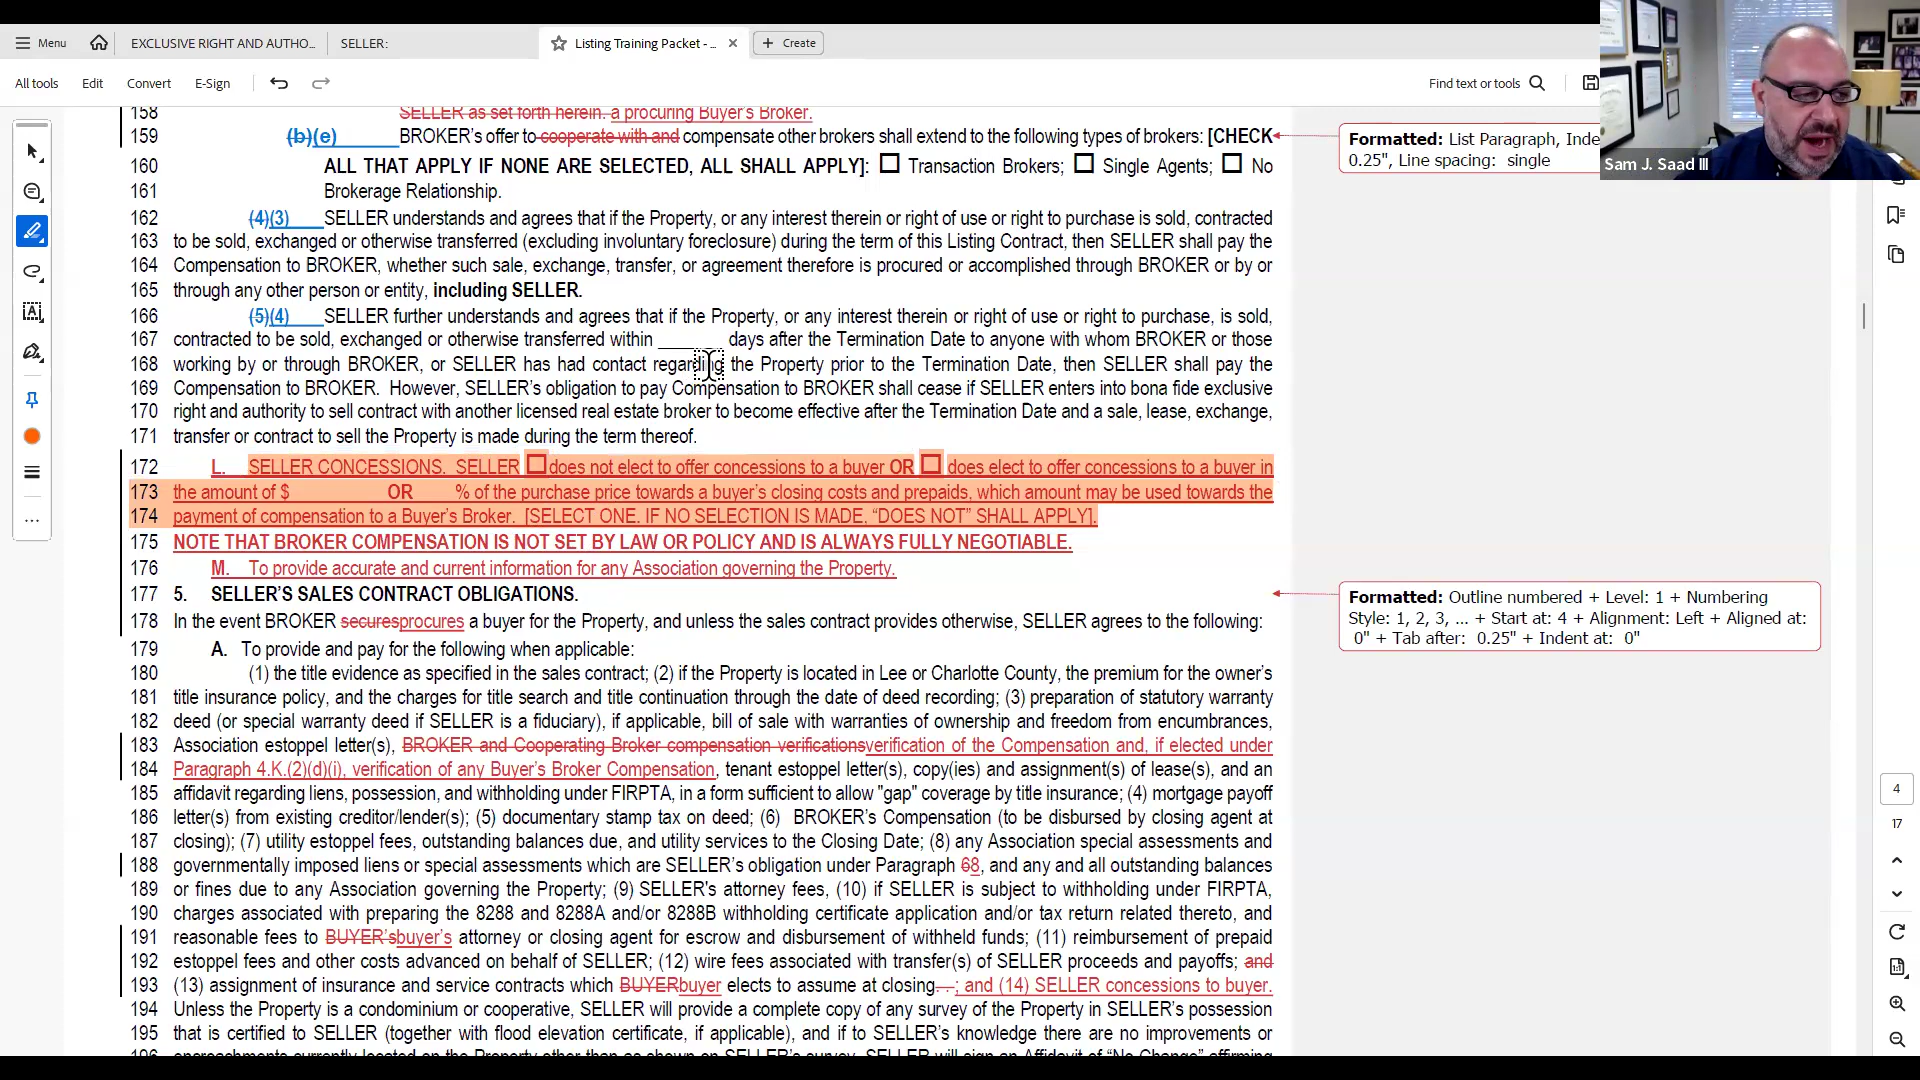 Menu
EXCLUSIVE RIGHT AND AUTHO...
SELLER:
Listing Training Packet - ...
Create
All tools
Edit
Convert
E-Sign
Find text or tools
158 SELLER as set forth herein. a procuring Buyer's Broker.
159 (b)(e) BROKER's offer to cooperate with and compensate other brokers shall extend to the following types of brokers: [CHECK
160 ALL THAT APPLY IF NONE ARE SELECTED, ALL SHALL APPLY]: ☐ Transaction Brokers; ☐ Single Agents; ☐ No
161 Brokerage Relationship.
162 (4)(3) SELLER understands and agrees that if the Property, or any interest therein or right of use or right to purchase is sold, contracted
163 to be sold, exchanged or otherwise transferred (excluding involuntary foreclosure) during the term of this Listing Contract, then SELLER shall pay the
164 Compensation to BROKER, whether such sale, exchange, transfer, or agreement therefore is procured or accomplished through BROKER or by or
165 through any other person or entity, including SELLER.
166 (5)(4) SELLER further understands and agrees that if the Property, or any interest therein or right of use or right to purchase, is sold,
167 contracted to be sold, exchanged or otherwise transferred within ______ days after the Termination Date to anyone with whom BROKER or those
168 working by or through BROKER, or SELLER has had contact regarding the Property prior to the Termination Date, then SELLER shall pay the
169 Compensation to BROKER. However, SELLER's obligation to pay Compensation to BROKER shall cease if SELLER enters into bona fide exclusive
170 right and authority to sell contract with another licensed real estate broker to become effective after the Termination Date and a sale, lease, exchange,
171 transfer or contract to sell the Property is made during the term thereof.
172 L. SELLER CONCESSIONS. SELLER ☐ does not elect to offer concessions to a buyer OR ☐ does elect to offer concessions to a buyer in
173 the amount of $ OR % of the purchase price towards a buyer's closing costs and prepaids, which amount may be used towards the
174 payment of compensation to a Buyer's Broker. [SELECT ONE. IF NO SELECTION IS MADE, “DOES NOT” SHALL APPLY].
175 NOTE THAT BROKER COMPENSATION IS NOT SET BY LAW OR POLICY AND IS ALWAYS FULLY NEGOTIABLE.
176 M. To provide accurate and current information for any Association governing the Property.
177 5. SELLER'S SALES CONTRACT OBLIGATIONS.
178 In the event BROKER securesprocures a buyer for the Property, and unless the sales contract provides otherwise, SELLER agrees to the following:
179 A. To provide and pay for the following when applicable:
180 (1) the title evidence as specified in the sales contract; (2) if the Property is located in Lee or Charlotte County, the premium for the owner's
181 title insurance policy, and the charges for title search and title continuation through the date of deed recording; (3) preparation of statutory warranty
182 deed (or special warranty deed if SELLER is a fiduciary), if applicable, bill of sale with warranties of ownership and freedom from encumbrances,
183 Association estoppel letter(s), BROKER and Cooperating Broker compensation verificationsverification of the Compensation and, if elected under
184 Paragraph 4.K.(2)(d)(i), verification of any Buyer's Broker Compensation, tenant estoppel letter(s), copy(ies) and assignment(s) of lease(s), and an
185 affidavit regarding liens, possession, and withholding under FIRPTA, in a form sufficient to allow "gap" coverage by title insurance; (4) mortgage payoff
186 letter(s) from existing creditor/lender(s); (5) documentary stamp tax on deed; (6) BROKER's Compensation (to be disbursed by closing agent at
187 closing); (7) utility estoppel fees, outstanding balances due, and utility services to the Closing Date; (8) any Association special assessments and
188 governmentally imposed liens or special assessments which are SELLER's obligation under Paragraph 68, and any and all outstanding balances
189 or fines due to any Association governing the Property; (9) SELLER's attorney fees, (10) if SELLER is subject to withholding under FIRPTA,
190 charges associated with preparing the 8288 and 8288A and/or 8288B withholding certificate application and/or tax return related thereto, and
191 reasonable fees to BUYER'sbuyer's attorney or closing agent for escrow and disbursement of withheld funds; (11) reimbursement of prepaid
192 estoppel fees and other costs advanced on behalf of SELLER; (12) wire fees associated with transfer(s) of SELLER proceeds and payoffs; and
193 (13) assignment of insurance and service contracts which BUYERbuyer elects to assume at closing. .; and (14) SELLER concessions to buyer.
194 Unless the Property is a condominium or cooperative, SELLER will provide a complete copy of any survey of the Property in SELLER's possession
195 that is certified to SELLER (together with flood elevation certificate, if applicable), and if to SELLER's knowledge there are no improvements or
Formatted: List Paragraph, Inde
0.25", Line spacing: single
Sam J. Saad III
Formatted: Outline numbered + Level: 1 + Numbering
Style: 1, 2, 3, ... + Start at: 4 + Alignment: Left + Aligned at:
0" + Tab after: 0.25" + Indent at: 0"
4
17